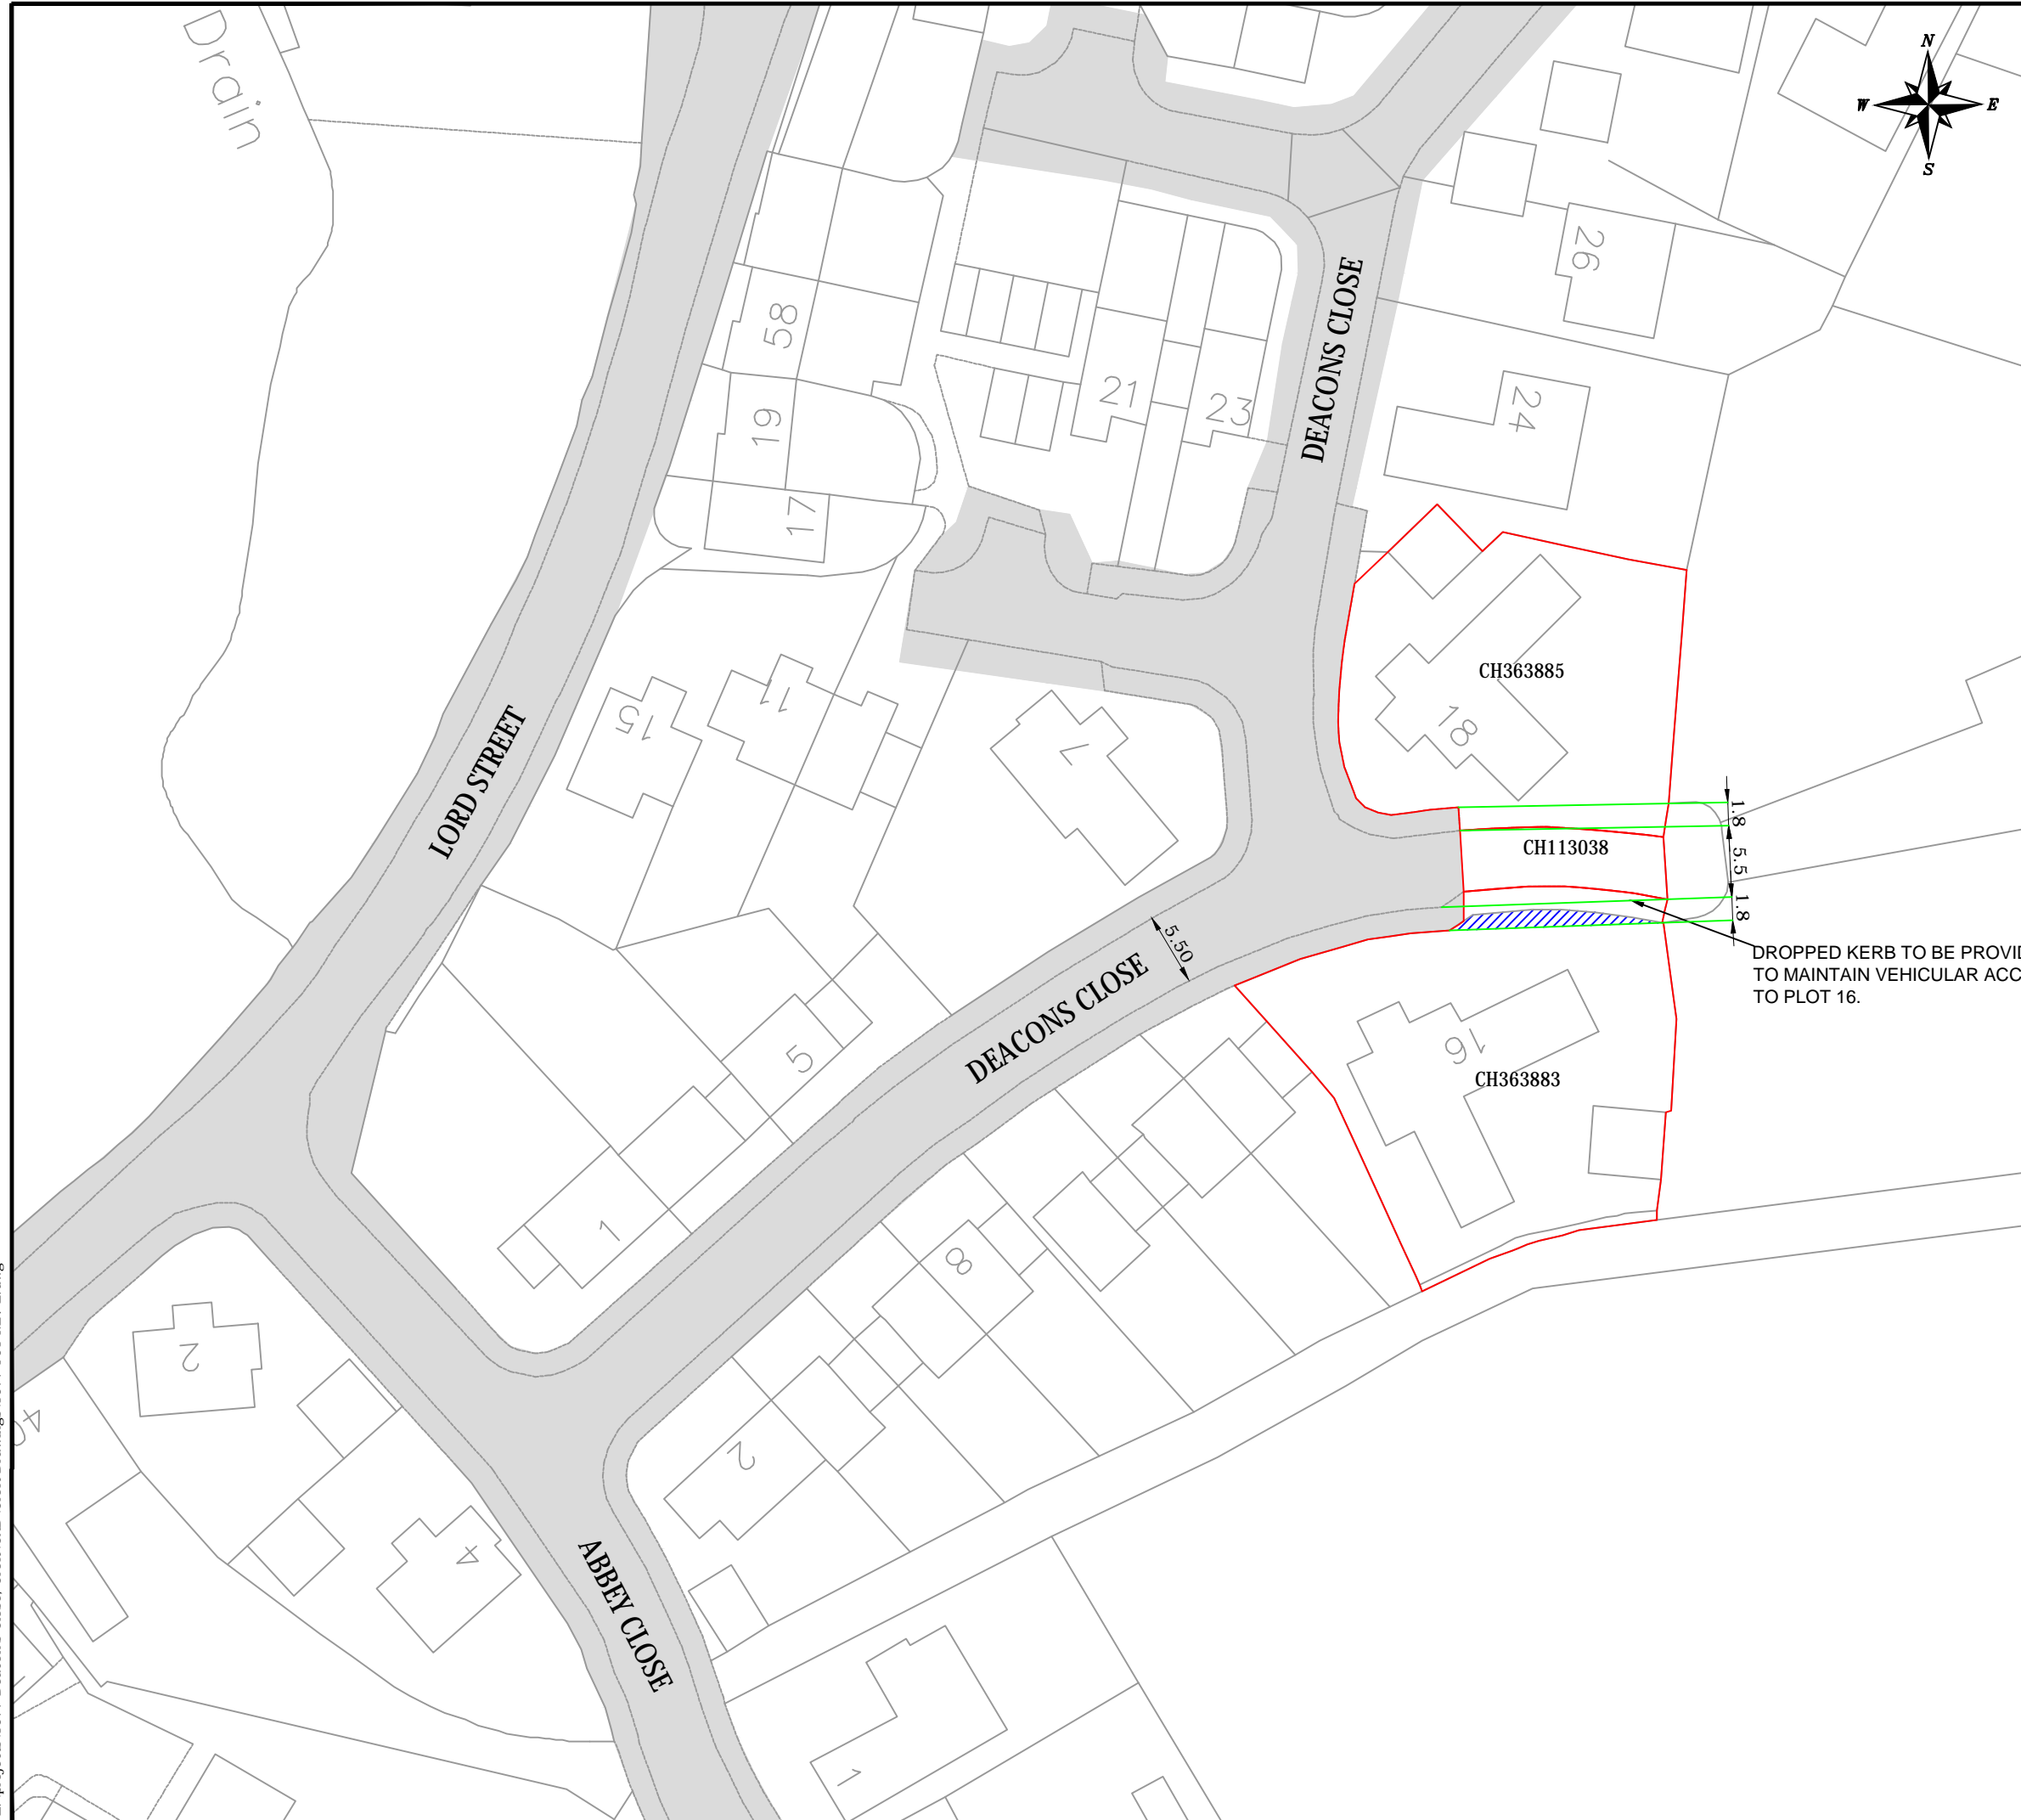 Drain
N
W
E
S
58
19
17
21
23
26
24
DEACONS CLOSE
LORD STREET
15
11
7
CH363885
18
1.8
CH113038
5.5
1.8
5.50
DROPPED KERB TO BE PROVID
TO MAINTAIN VEHICULAR ACC
TO PLOT 16.
DEACONS CLOSE
16
CH363883
5
1
8
2
2
40
4
ABBEY CLOSE
1